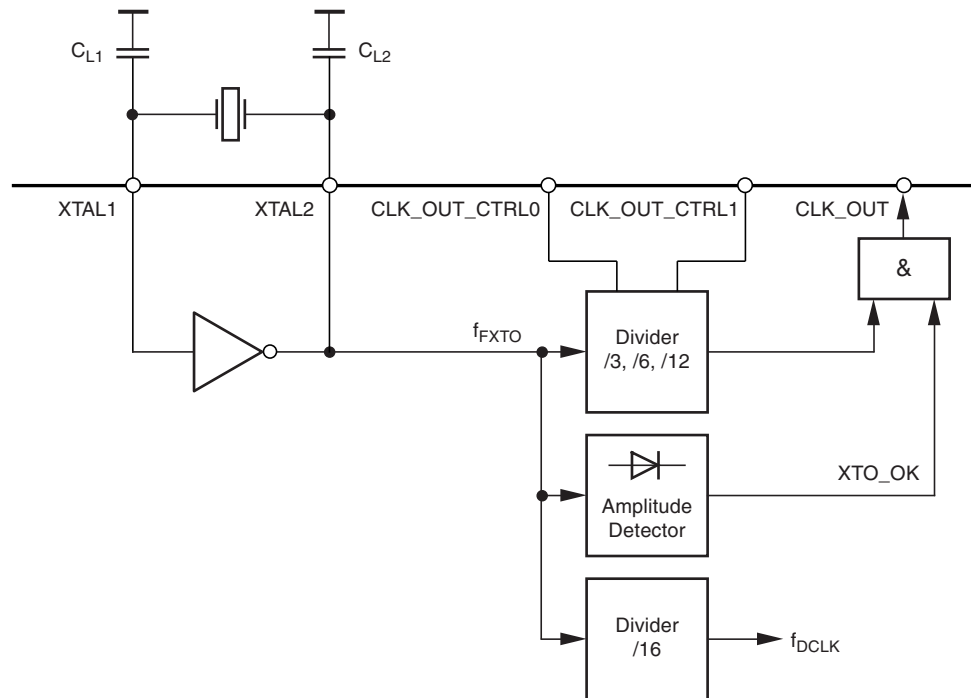 C_L1
C_L2
XTAL1
XTAL2
CLK_OUT_CTRL0
CLK_OUT_CTRL1
CLK_OUT
&
f_FXTO
Divider
/3, /6, /12
XTO_OK
Amplitude
Detector
Divider
/16
f_DCLK